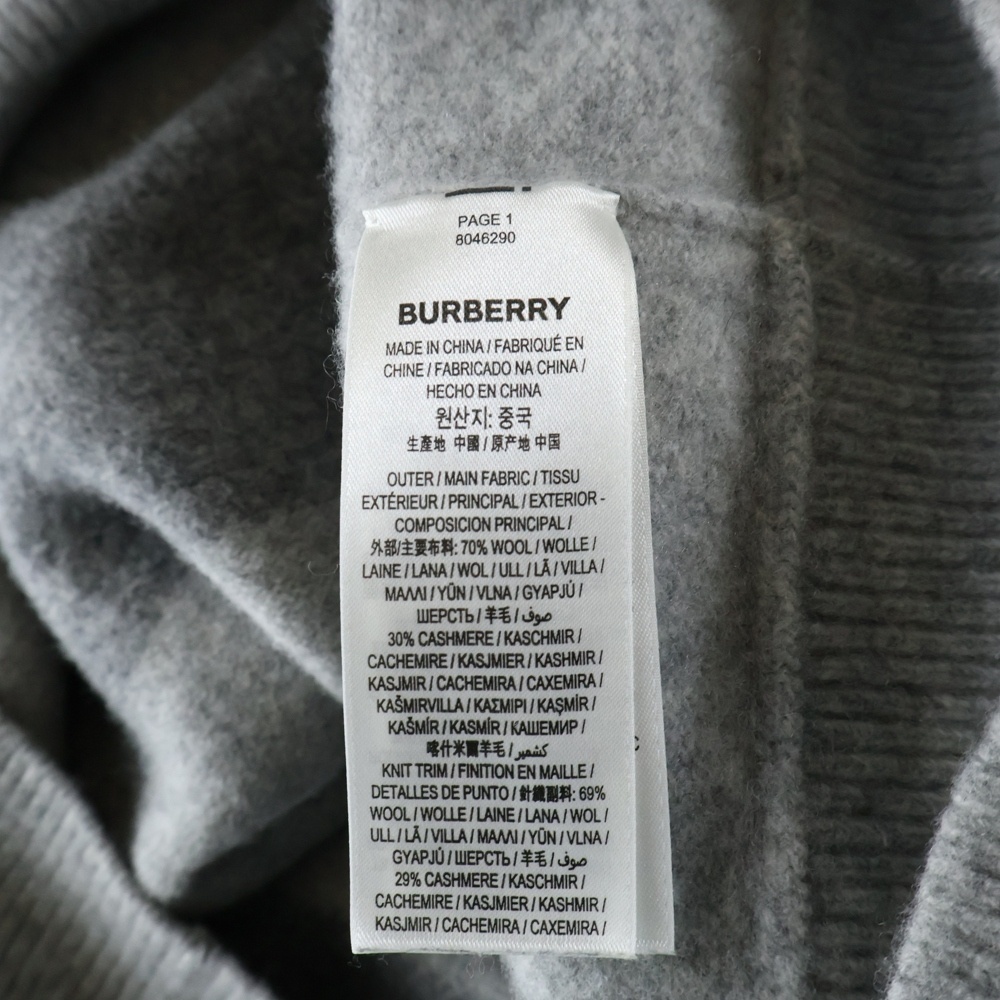 PAGE 1
8046290
BURBERRY
MADE IN CHINA / FABRIQUÉ EN
CHINE / FABRICADO NA CHINA /
HECHO EN CHINA
원산지: 중국
生產地 中國 / 原产地 中国
OUTER / MAIN FABRIC / TISSU
EXTÉRIEUR / PRINCIPAL / EXTERIOR -
COMPOSICION PRINCIPAL /
外部/主要布料: 70% WOOL / WOLLE /
LAINE / LANA / WOL / ULL / LÃ / VILLA /
ΜΑΛΛΙ / YÜN / VLNA / GYAPJÚ /
ШЕРСТЬ / 羊毛 / صوف
30% CASHMERE / KASCHMIR /
CACHEMIRE / KASJMIER / KASHMIR /
KASJMIR / CACHEMIRA / CAXEMIRA /
KAŠMIRVILLA / ΚΑΣΜΙΡΙ / KAŞMİR /
KAŠMÍR / KASMÍR / КАШЕМИР /
喀什米爾羊毛 / كشمير
KNIT TRIM / FINITION EN MAILLE /
DETALLES DE PUNTO / 針織副料: 69%
WOOL / WOLLE / LAINE / LANA / WOL /
ULL / LÃ / VILLA / ΜΑΛΛΙ / YÜN / VLNA /
GYAPJÚ / ШЕРСТЬ / 羊毛 / صوف
29% CASHMERE / KASCHMIR /
CACHEMIRE / KASJMIER / KASHMIR /
KASJMIR / CACHEMIRA / CAXEMIRA /